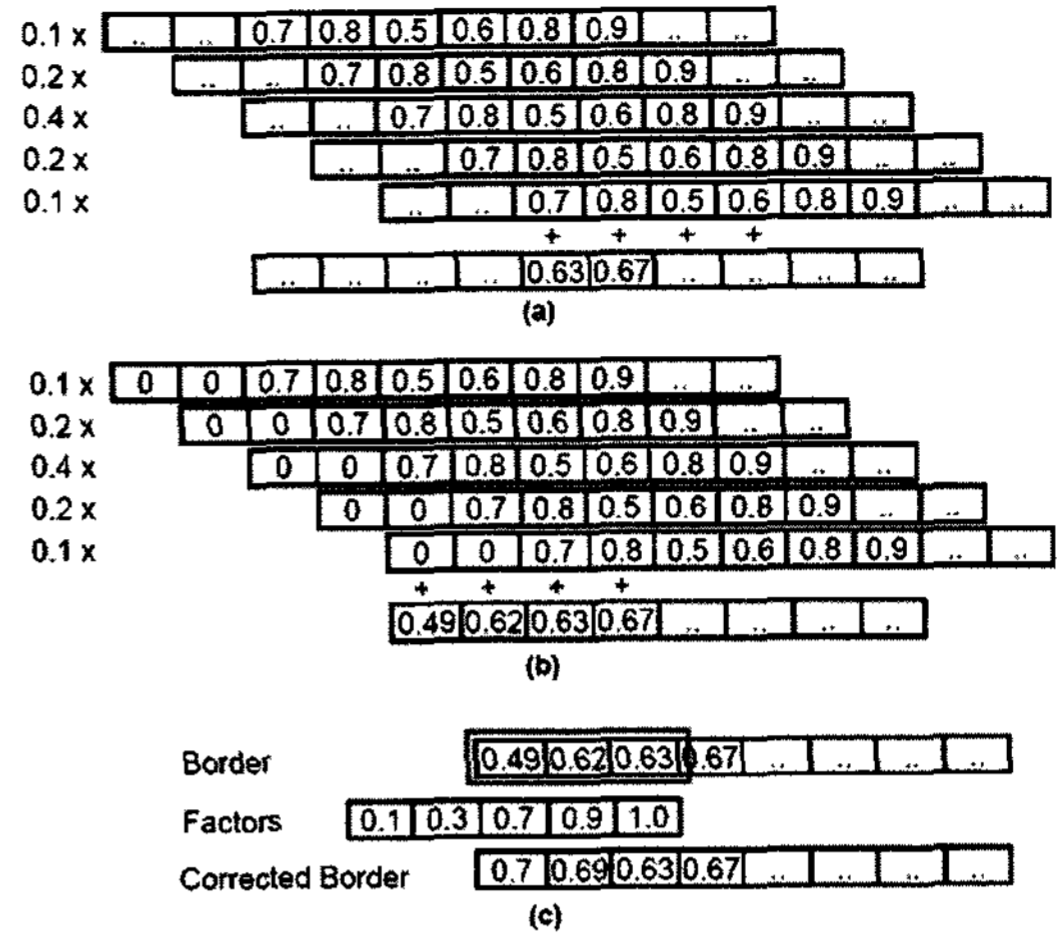 0.1 x .. .. 0.7 0.8 0.5 0.6 0.8 0.9 .. ..
0.2 x .. .. 0.7 0.8 0.5 0.6 0.8 0.9 .. ..
0.4 x .. .. 0.7 0.8 0.5 0.6 0.8 0.9 .. ..
0.2 x .. .. 0.7 0.8 0.5 0.6 0.8 0.9 .. ..
0.1 x .. .. 0.7 0.8 0.5 0.6 0.8 0.9 .. ..
+ + + +
.. .. .. .. 0.63 0.67 .. .. .. ..
(a)
0.1 x 0 0 0.7 0.8 0.5 0.6 0.8 0.9 .. ..
0.2 x 0 0 0.7 0.8 0.5 0.6 0.8 0.9 .. ..
0.4 x 0 0 0.7 0.8 0.5 0.6 0.8 0.9 .. ..
0.2 x 0 0 0.7 0.8 0.5 0.6 0.8 0.9 .. ..
0.1 x 0 0 0.7 0.8 0.5 0.6 0.8 0.9 .. ..
+ + + +
0.49 0.62 0.63 0.67 .. .. .. ..
(b)
Border 0.49 0.62 0.63 0.67 .. .. .. ..
Factors 0.1 0.3 0.7 0.9 1.0
Corrected Border 0.7 0.69 0.63 0.67 .. .. .. ..
(c)